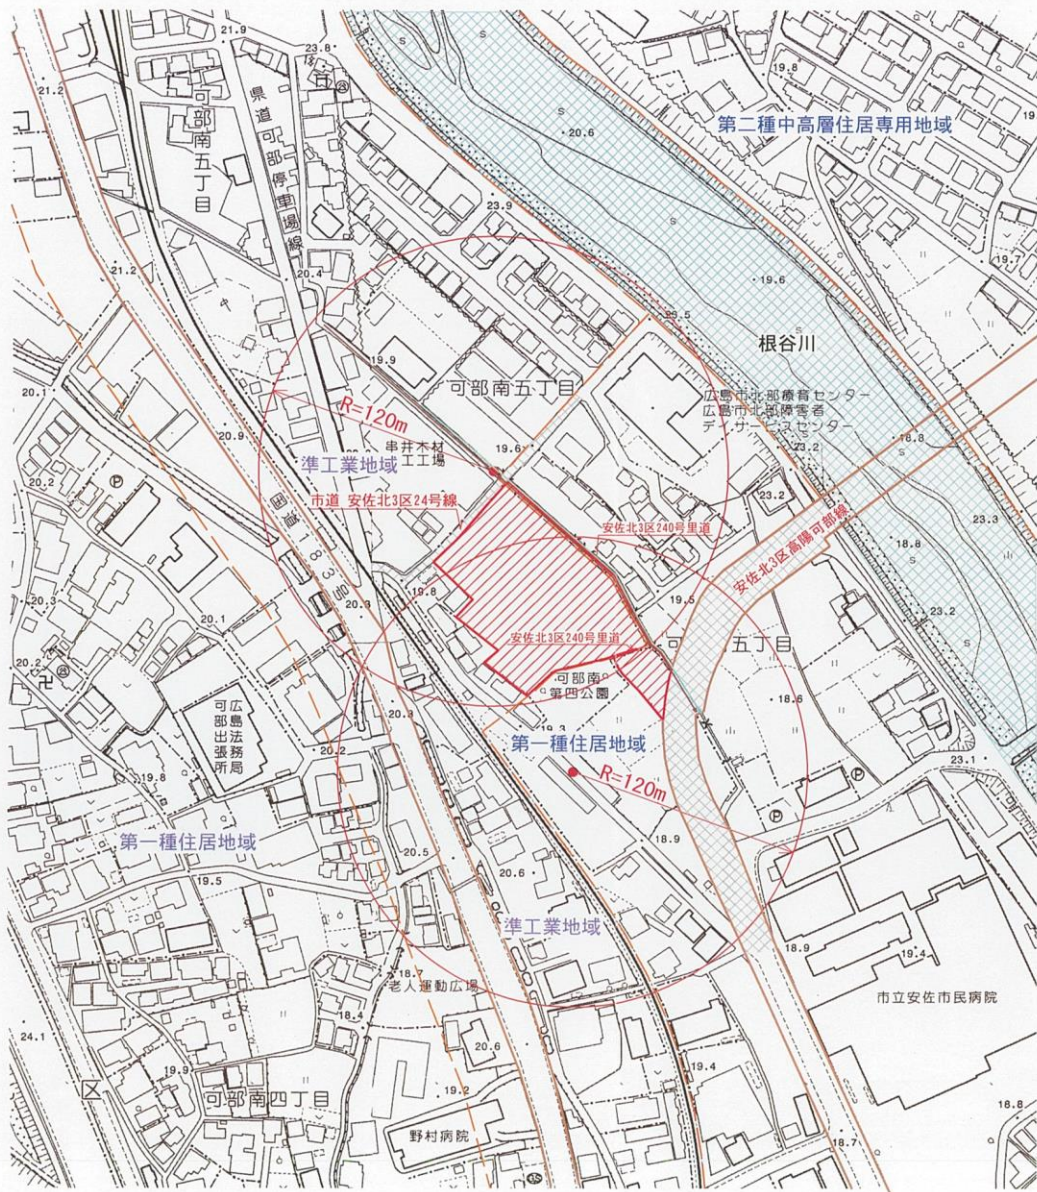 21.9
23.8
21.2
可部南五丁目
県道可部停車場線
19.8
第二種中高層住居専用地域
20.6
23.9
19.7
21.2
20.4
19.6
19.9
根谷川
20.1
可部南五丁目
広島市北部療育センター
広島市北部障害者
デイサービスセンター
R=120m
20.9
串井木材
工工場
19.6
18.8
23.2
準工業地域
20.2
市道 安佐北3区24号線
23.2
23.3
国道183号
安佐北3区240号里道
安佐北3区高陽可部線
18.8
20.3
19.8
19.5
20.3
20.1
23.2
安佐北3区240号里道
可
五丁目
20.2
可部南
第四公園
18.6
広島法務局
可部出張所
20.3
19.3
20.2
第一種住居地域
23.1
19.8
R=120m
18.9
第一種住居地域
20.5
19.5
20.6
準工業地域
18.9
19.4
18.7
老人運動広場
市立安佐市民病院
18.4
24.1
20.6
19.9
19.4
区
可部南四丁目
19.2
18.8
野村病院
18.7